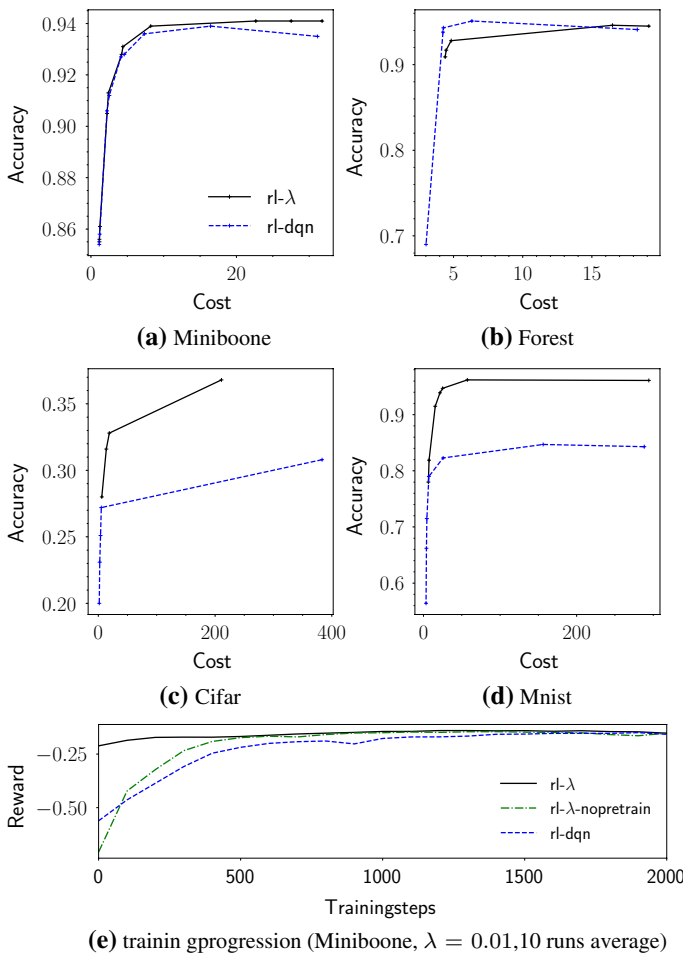 0.94
0.92
0.90
0.88
0.86
Accuracy
rl-λ
rl-dqn
0 20
Cost
(a) Miniboone
0.9
0.8
0.7
Accuracy
5 10 15
Cost
(b) Forest
0.35
0.30
0.25
0.20
Accuracy
0 200 400
Cost
(c) Cifar
0.9
0.8
0.7
0.6
Accuracy
0 200
Cost
(d) Mnist
−0.25
−0.50
Reward
rl-λ
rl-λ-nopretrain
rl-dqn
0 500 1000 1500 2000
Trainingsteps
(e) trainin gprogression (Miniboone, λ = 0.01,10 runs average)